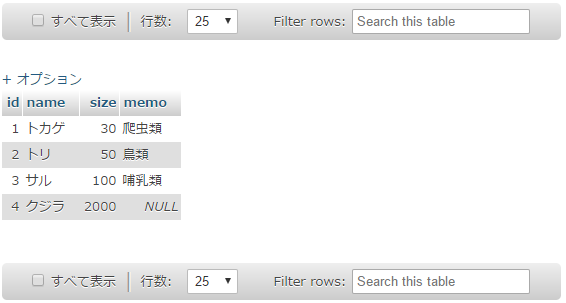 すべて表示 行数: 25 Filter rows: Search this table
+ オプション
id name size memo
1 トカゲ 30 爬虫類
2 トリ 50 鳥類
3 サル 100 哺乳類
4 クジラ 2000 NULL
すべて表示 行数: 25 Filter rows: Search this table